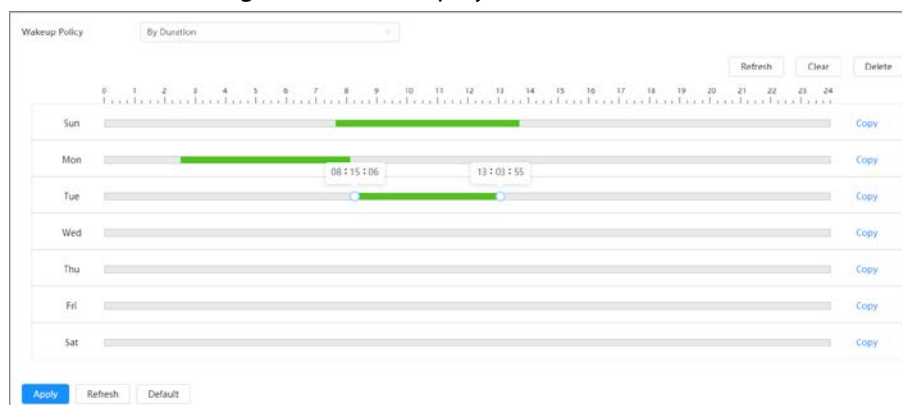 Wakeup Policy By Duration
Refresh Clear Delete
0 1 2 3 4 5 6 7 8 9 10 11 12 13 14 15 16 17 18 19 20 21 22 23 24
Sun Copy
Mon Copy
08:15:06 13:03:55
Tue Copy
Wed Copy
Thu Copy
Fri Copy
Sat Copy
Apply Refresh Default